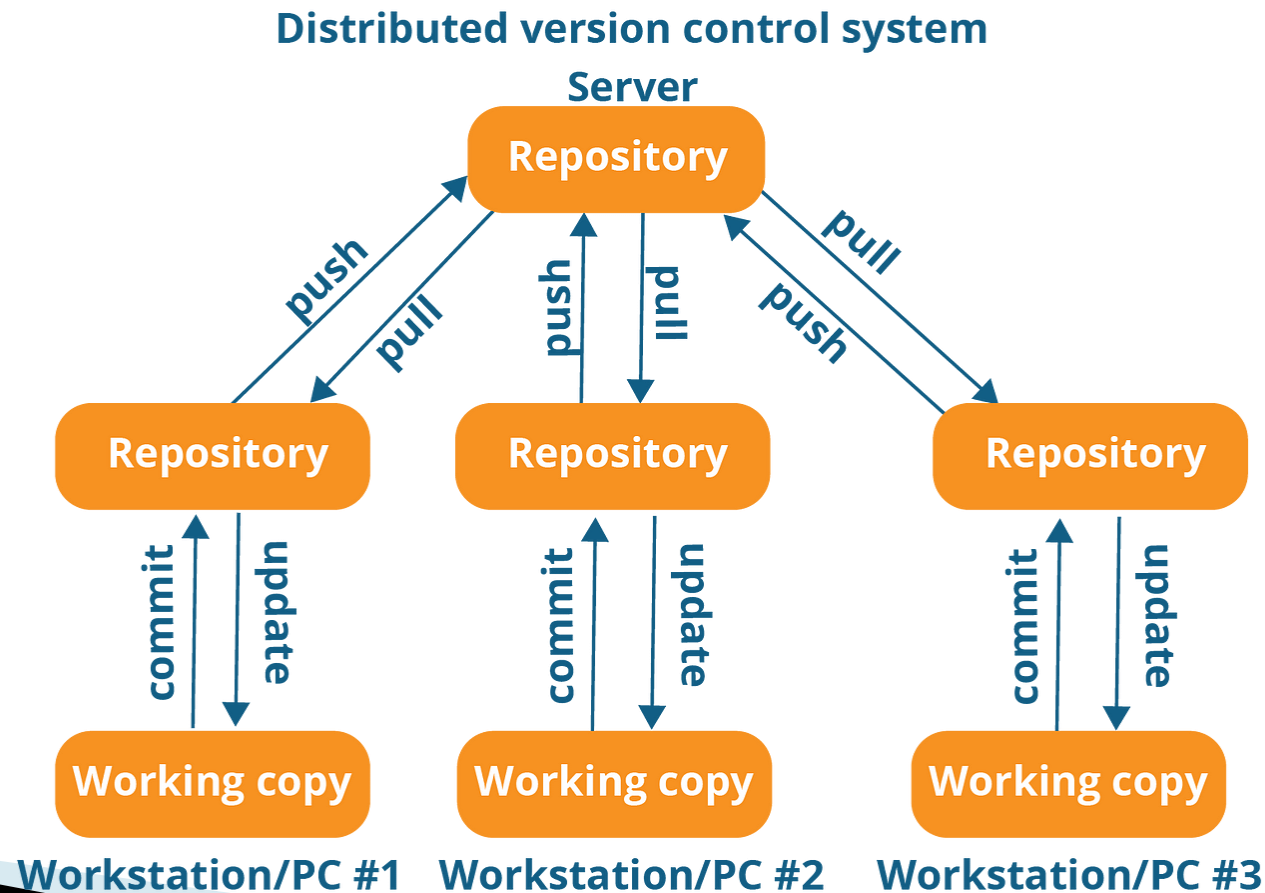 Distributed version control system
Server
Repository
push
pull
push
pull
push
pull
Repository
Repository
Repository
commit
update
commit
update
commit
update
Working copy
Working copy
Working copy
Workstation/PC #1
Workstation/PC #2
Workstation/PC #3